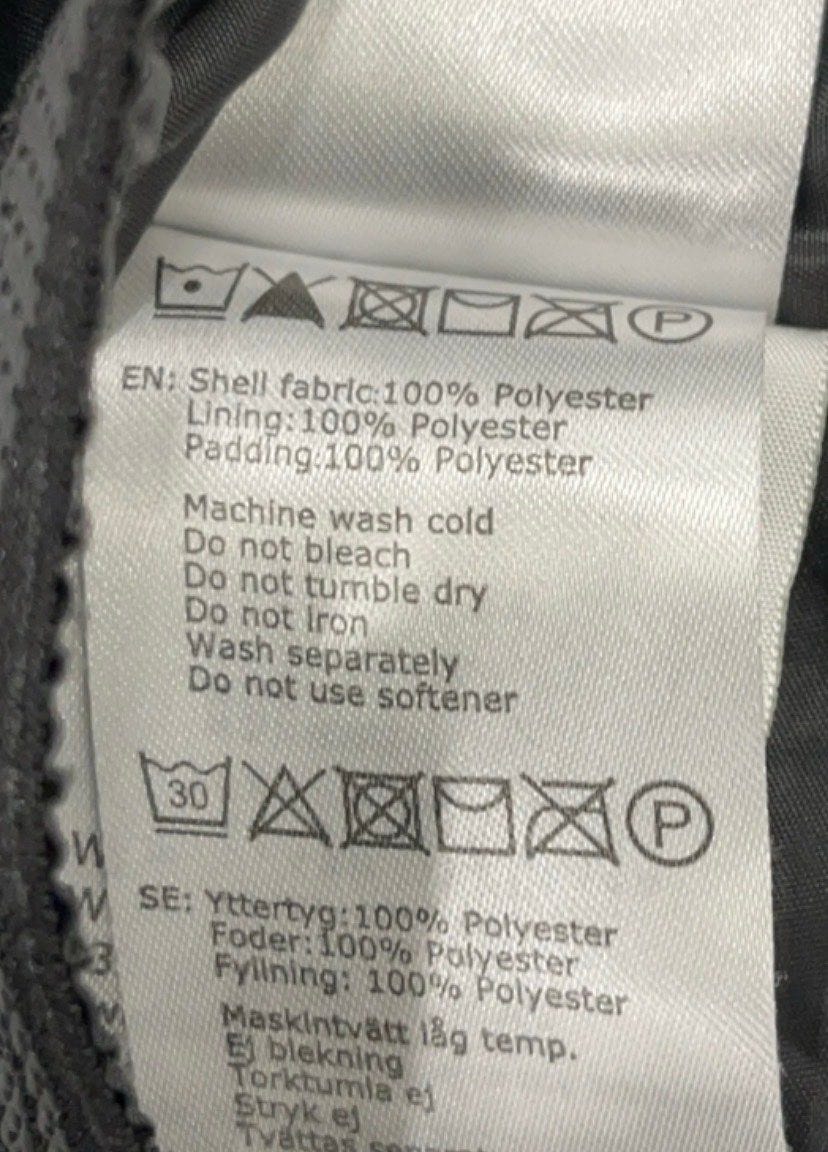 P
EN: Shell fabric:100% Polyester
Lining:100% Polyester
Padding:100% Polyester
Machine wash cold
Do not bleach
Do not tumble dry
Do not iron
Wash separately
Do not use softener
30
P
SE: Yttertyg:100% Polyester
Foder:100% Polyester
Fyllning: 100% Polyester
Maskintvätt låg temp.
Ej blekning
Torktumla ej
Stryk ej
Tvättas